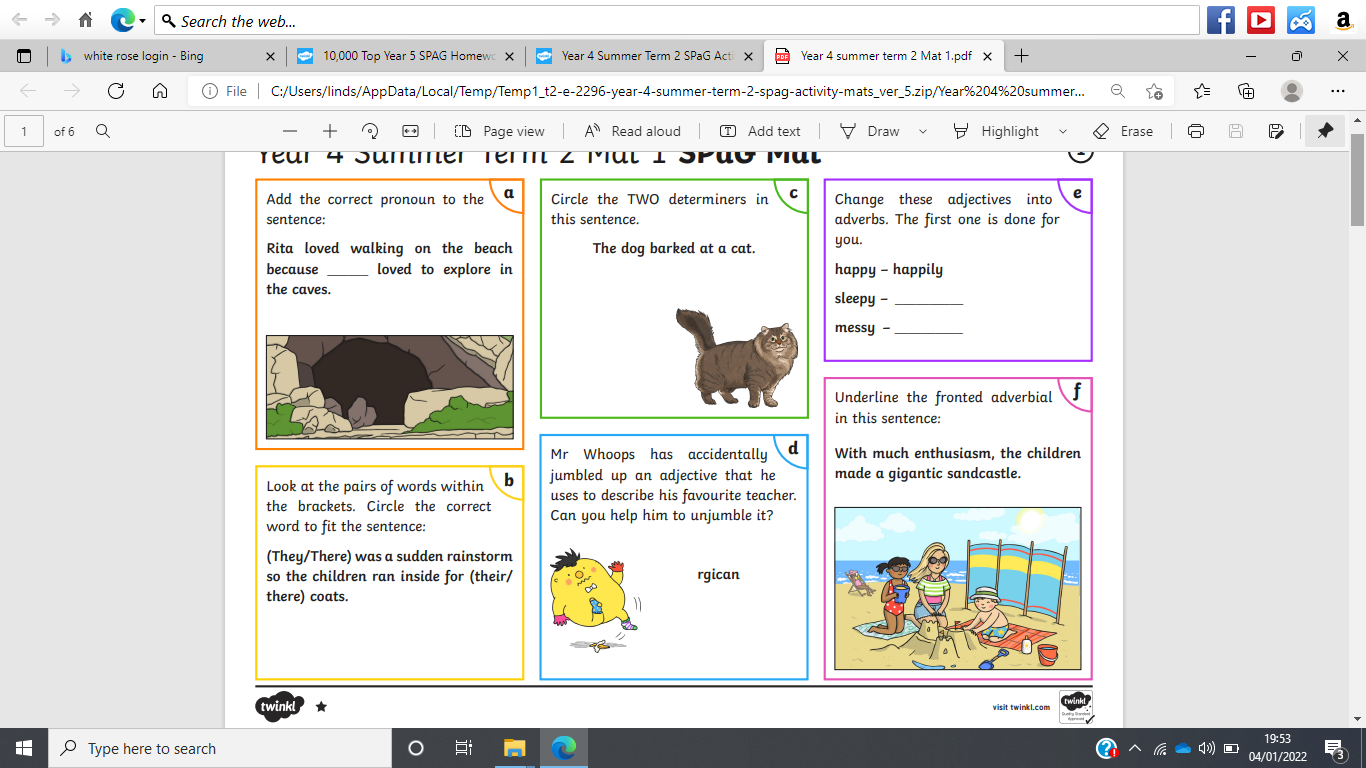 Search the web...
white rose login - Bing
10,000 Top Year 5 SPAG Homewo
Year 4 Summer Term 2 SPaG Acti
PDF
Year 4 summer term 2 Mat 1.pdf
File
C:/Users/linds/AppData/Local/Temp/Temp1_t2-e-2296-year-4-summer-term-2-spag-activity-mats_ver_5.zip/Year%204%20summer...
1 of 6
Page view
Read aloud
Add text
Draw
Highlight
Erase
Year 4 Summer Term 2 Mat 1 SPaG Mat
a
Add the correct pronoun to the
sentence:
Rita loved walking on the beach
because _____ loved to explore in
the caves.
b
Look at the pairs of words within
the brackets. Circle the correct
word to fit the sentence:
(They/There) was a sudden rainstorm
so the children ran inside for (their/
there) coats.
c
Circle the TWO determiners in
this sentence.
The dog barked at a cat.
d
Mr Whoops has accidentally
jumbled up an adjective that he
uses to describe his favourite teacher.
Can you help him to unjumble it?
rgican
e
Change these adjectives into
adverbs. The first one is done for
you.
happy – happily
sleepy – ________
messy – ________
f
Underline the fronted adverbial
in this sentence:
With much enthusiasm, the children
made a gigantic sandcastle.
twinkl
visit twinkl.com
twinkl
Quality Standard
Approved
Type here to search
19:53
04/01/2022
3